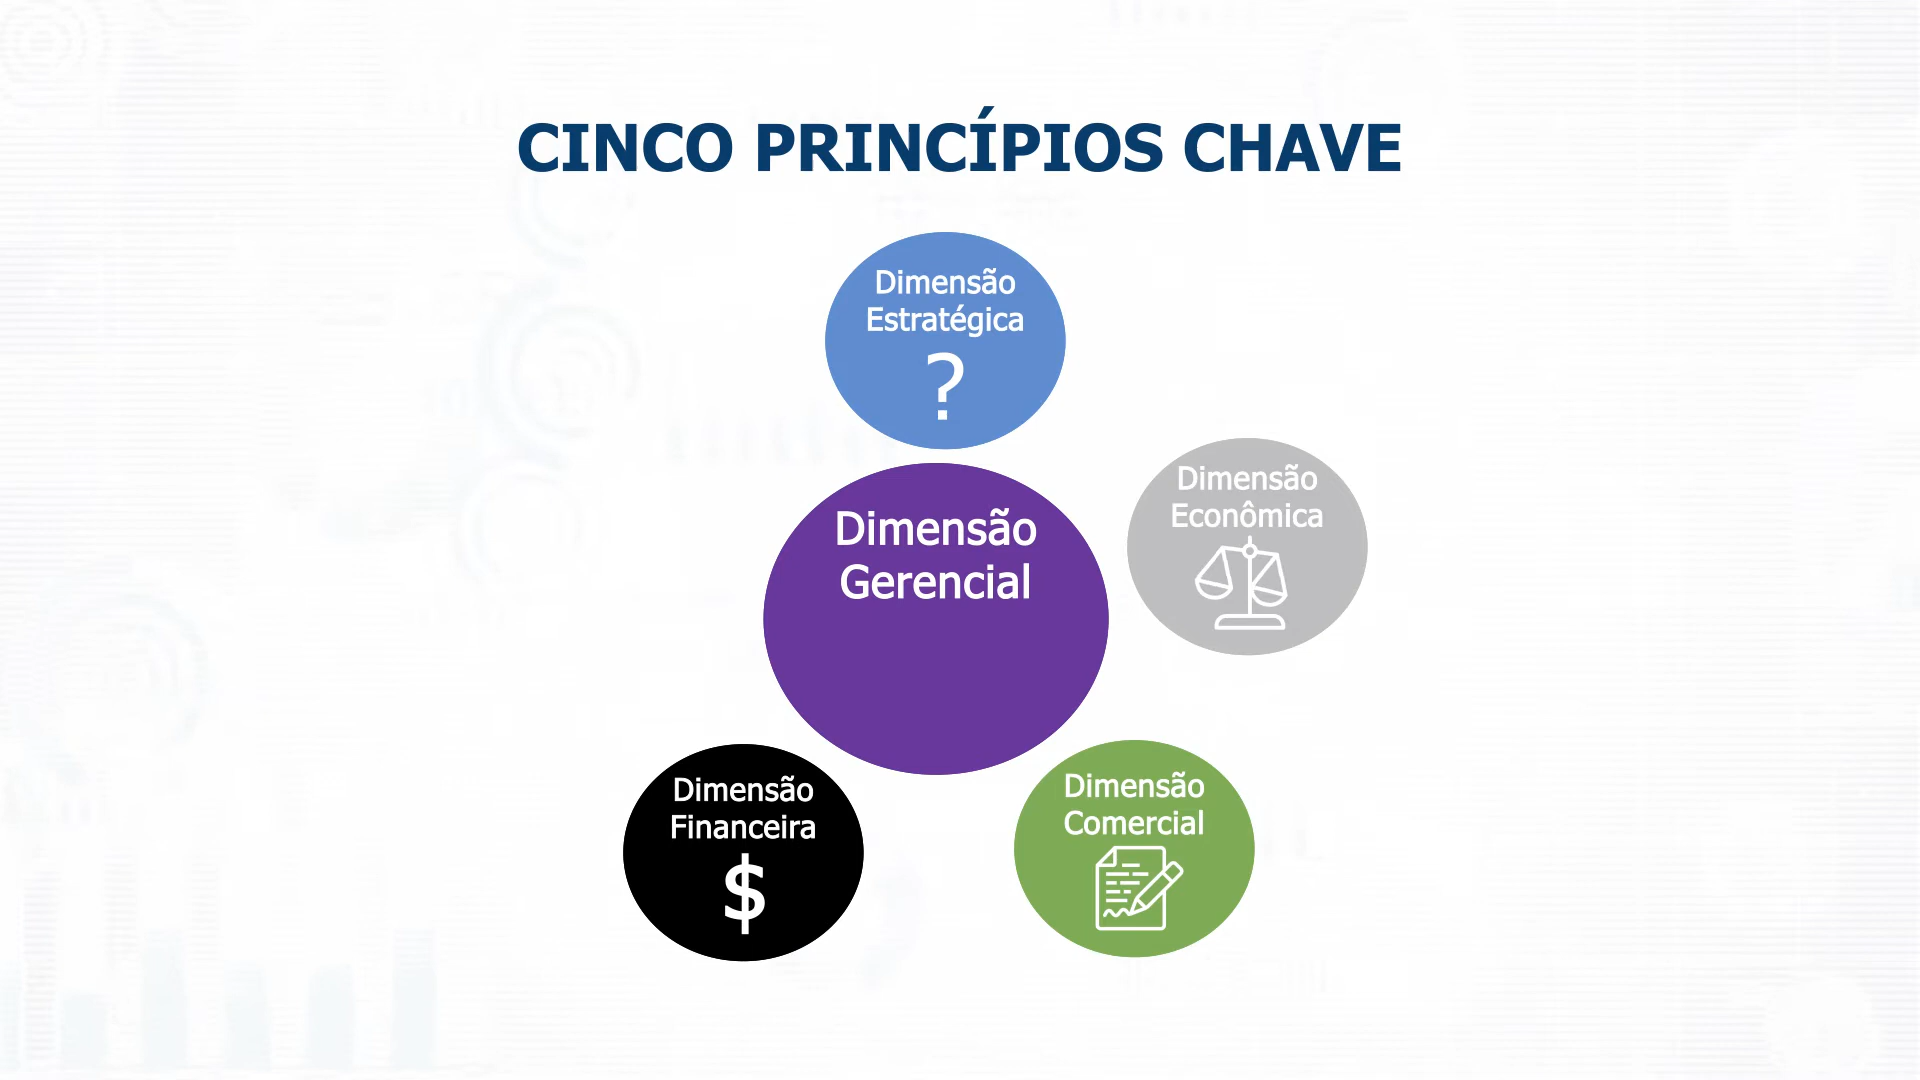 CINCO PRINCÍPIOS CHAVE
Dimensão
Estratégica
?
Dimensão
Econômica
Dimensão
Gerencial
Dimensão
Financeira
$
Dimensão
Comercial